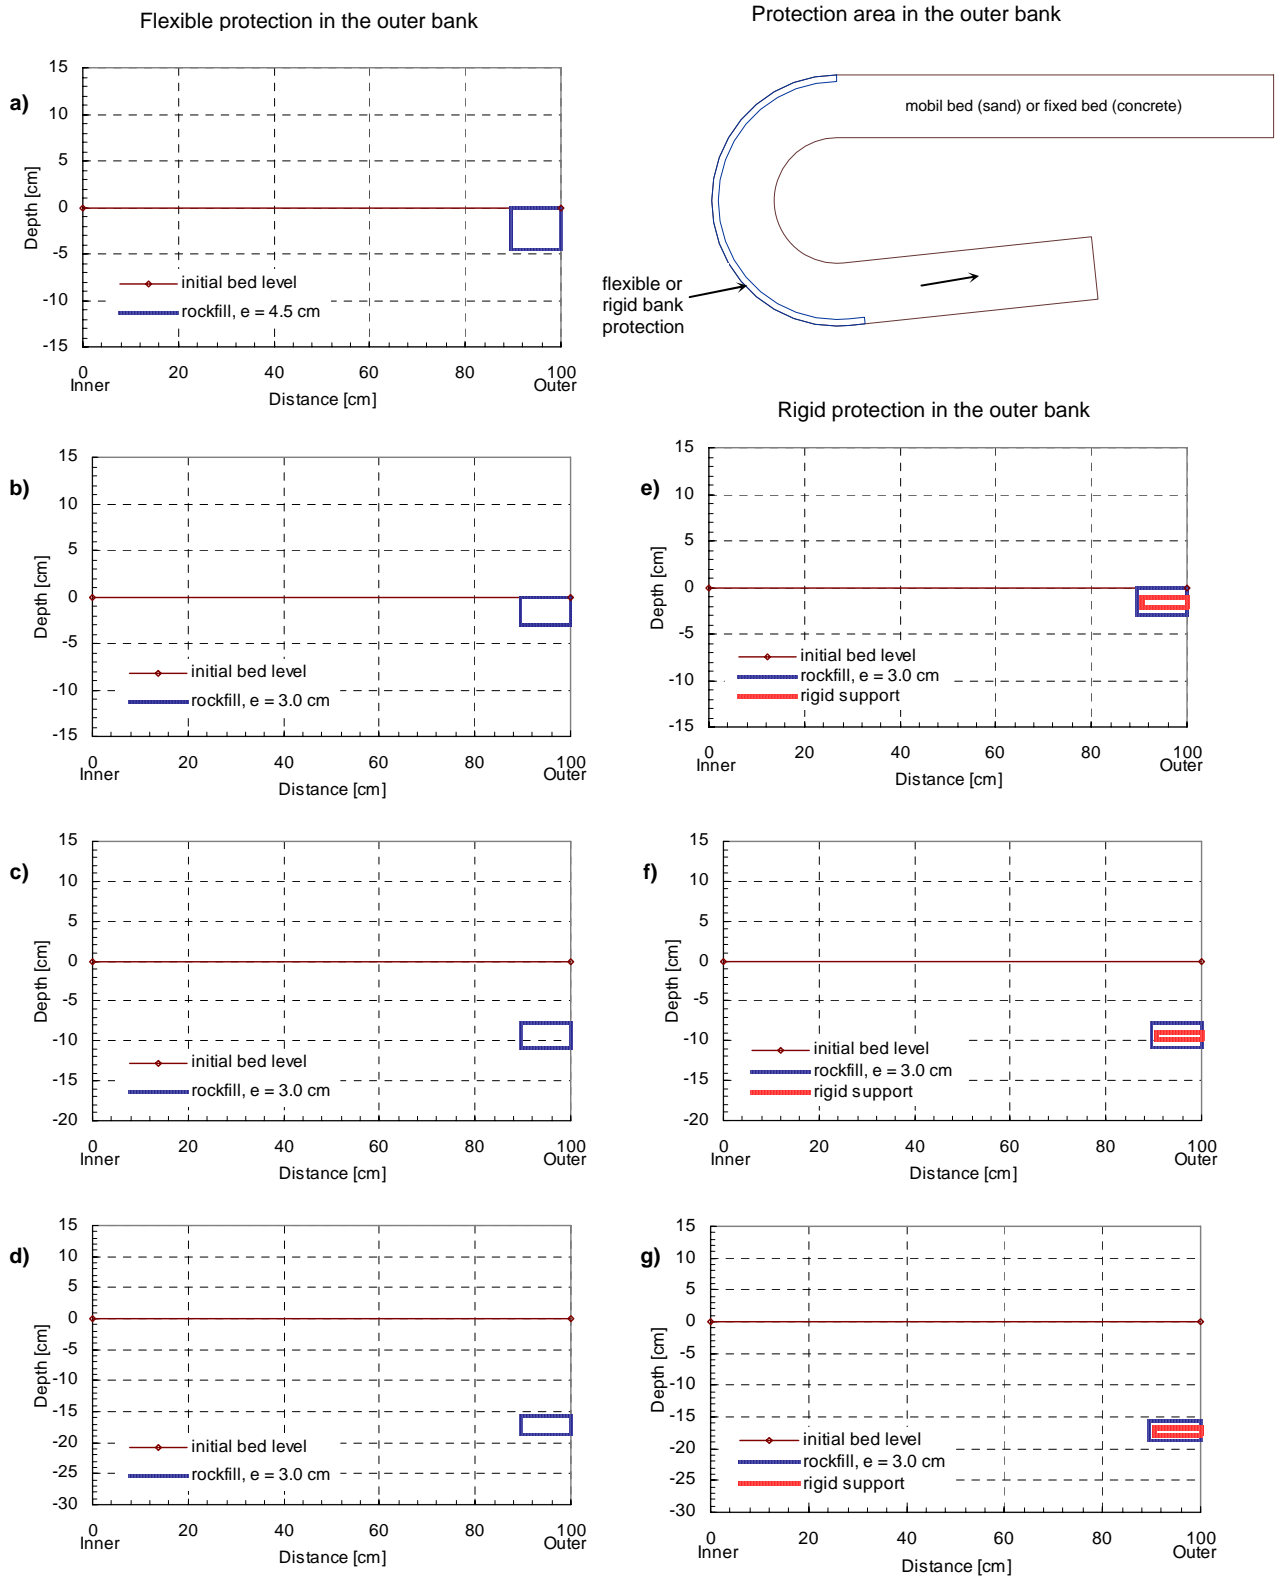 Flexible protection in the outer bank
Protection area in the outer bank
a)
15
10
5
0
-5
-10
-15
Depth [cm]
initial bed level
rockfill, e = 4.5 cm
0 20 40 60 80 100
Inner Outer
Distance [cm]
mobil bed (sand) or fixed bed (concrete)
flexible or
rigid bank
protection
Rigid protection in the outer bank
b)
15
10
5
0
-5
-10
-15
Depth [cm]
initial bed level
rockfill, e = 3.0 cm
0 20 40 60 80 100
Inner Outer
Distance [cm]
e)
15
10
5
0
-5
-10
-15
Depth [cm]
initial bed level
rockfill, e = 3.0 cm
rigid support
0 20 40 60 80 100
Inner Outer
Distance [cm]
c)
15
10
5
0
-5
-10
-15
-20
Depth [cm]
initial bed level
rockfill, e = 3.0 cm
0 20 40 60 80 100
Inner Outer
Distance [cm]
f)
15
10
5
0
-5
-10
-15
-20
Depth [cm]
initial bed level
rockfill, e = 3.0 cm
rigid support
0 20 40 60 80 100
Inner Outer
Distance [cm]
d)
15
10
5
0
-5
-10
-15
-20
-25
-30
Depth [cm]
initial bed level
rockfill, e = 3.0 cm
0 20 40 60 80 100
Inner Outer
Distance [cm]
g)
15
10
5
0
-5
-10
-15
-20
-25
-30
Depth [cm]
initial bed level
rockfill, e = 3.0 cm
rigid support
0 20 40 60 80 100
Inner Outer
Distance [cm]